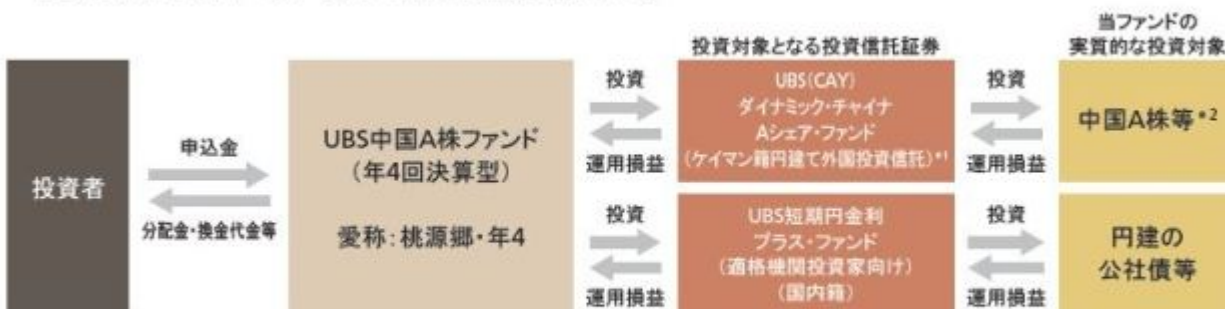 当ファンドの
実質的な投資対象
投資対象となる投資信託証券
投資者
申込金
分配金・換金代金等
UBS中国A株ファンド
(年4回決算型)
愛称:桃源郷・年4
投資
運用損益
UBS(CAY)
ダイナミック・チャイナ
Aシェア・ファンド
(ケイマン籍円建て外国投資信託)*1
投資
運用損益
中国A株等*2
投資
運用損益
UBS短期円金利
プラス・ファンド
(適格機関投資家向け)
(国内籍)
投資
運用損益
円建の
公社債等